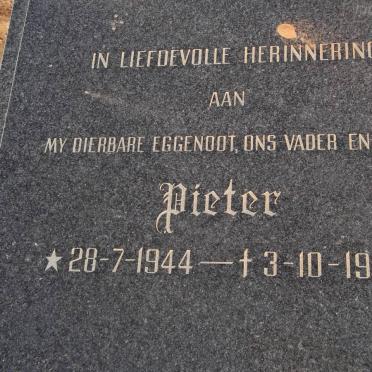 IN LIEFDEVOLLE HERINNERING
AAN
MY DIERBARE EGGENOOT, ONS VADER EN
Pieter
★ 28-7-1944 — † 3-10-19